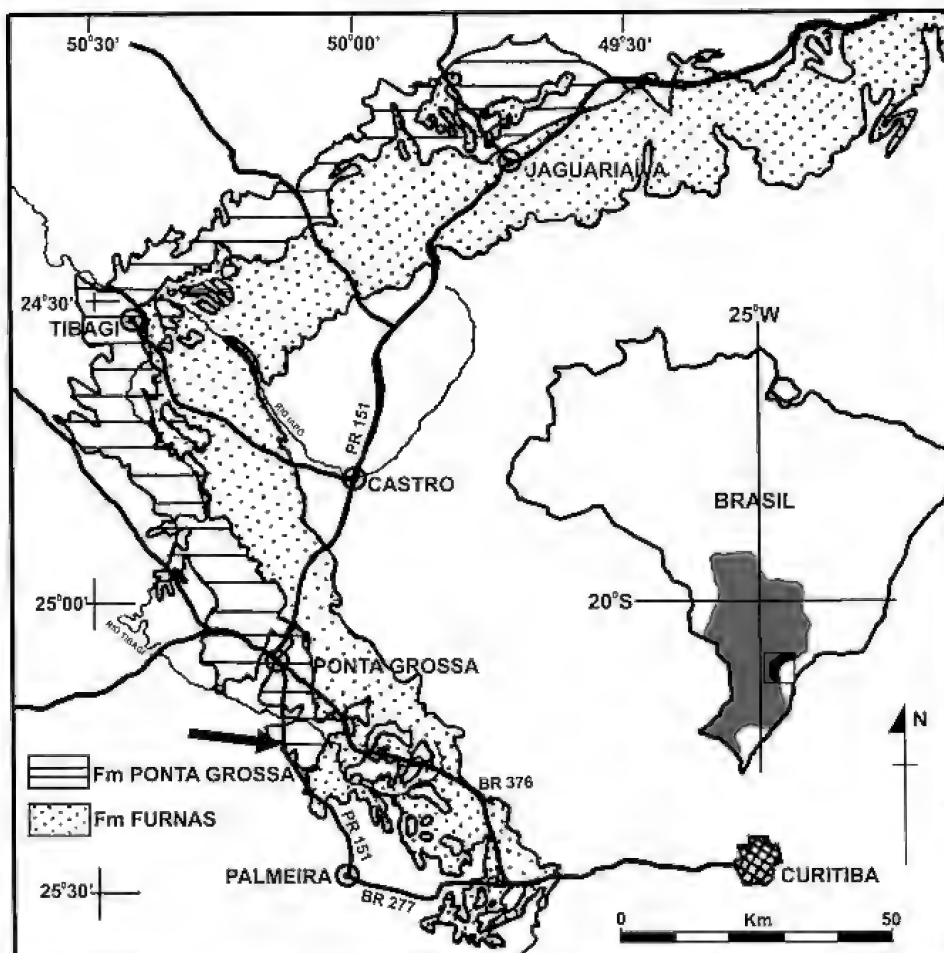 50°30'
50°00'
49°30'
JAGUARIAÍVA
24°30'
TIBAGI
25°W
RIO IAPÓ
PR 151
CASTRO
BRASIL
25°00'
20°S
RIO TIBAGI
PONTA GROSSA
N
Fm PONTA GROSSA
BR 376
Fm FURNAS
PR 151
PALMEIRA
CURITIBA
BR 277
25°30'
0 Km 50